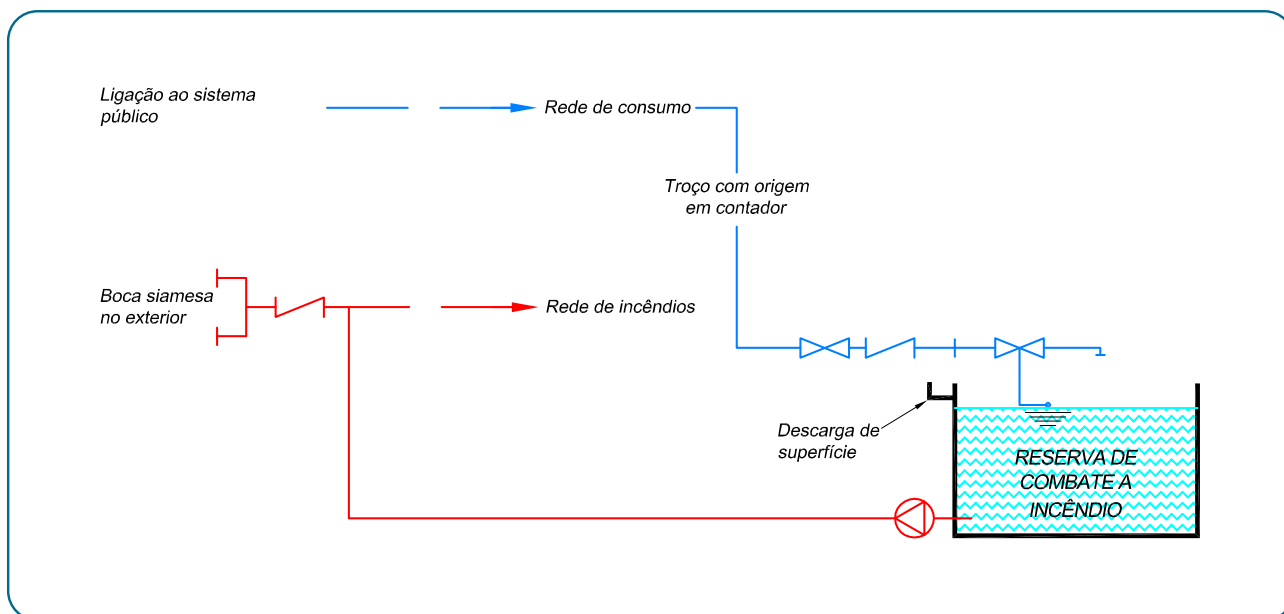 Ligação ao sistema
público
Rede de consumo
Troço com origem
em contador
Boca siamesa
no exterior
Rede de incêndios
Descarga de
superfície
RESERVA DE
COMBATE A
INCÊNDIO